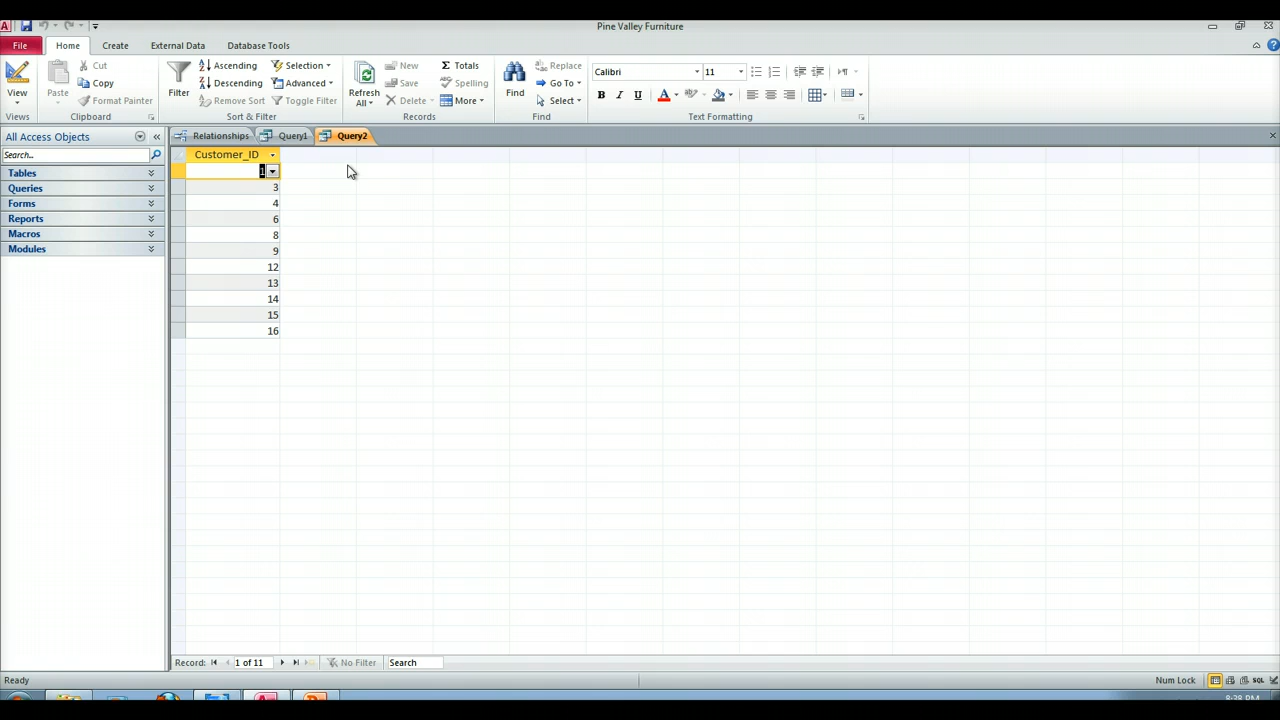 Pine Valley Furniture
File Home Create External Data Database Tools
View
Views
Paste
Cut
Copy
Format Painter
Clipboard
Filter
Ascending
Descending
Remove Sort
Selection
Advanced
Toggle Filter
Sort & Filter
Refresh All
New
Save
Delete
Totals
Spelling
More
Records
Find
Replace
Go To
Select
Find
Calibri 11
B I U A
Text Formatting
All Access Objects
Search..
Tables
Queries
Forms
Reports
Macros
Modules
Relationships Query1 Query2
Customer_ID
1
3
4
6
8
9
12
13
14
15
16
Record: 1 of 11 No Filter Search
Ready Num Lock SQL
8:28 PM